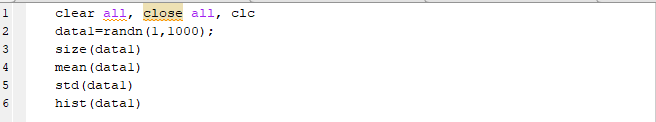 1 clear all, close all, clc
2 data1=randn(1,1000);
3 size(data1)
4 mean(data1)
5 std(data1)
6 hist(data1)